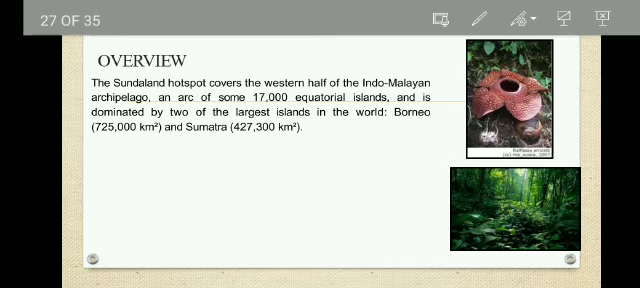 27 OF 35
OVERVIEW
The Sundaland hotspot covers the western half of the Indo-Malayan
archipelago, an arc of some 17,000 equatorial islands, and is
dominated by two of the largest islands in the world: Borneo
(725,000 km²) and Sumatra (427,300 km²).
Rafflesia arnoldii